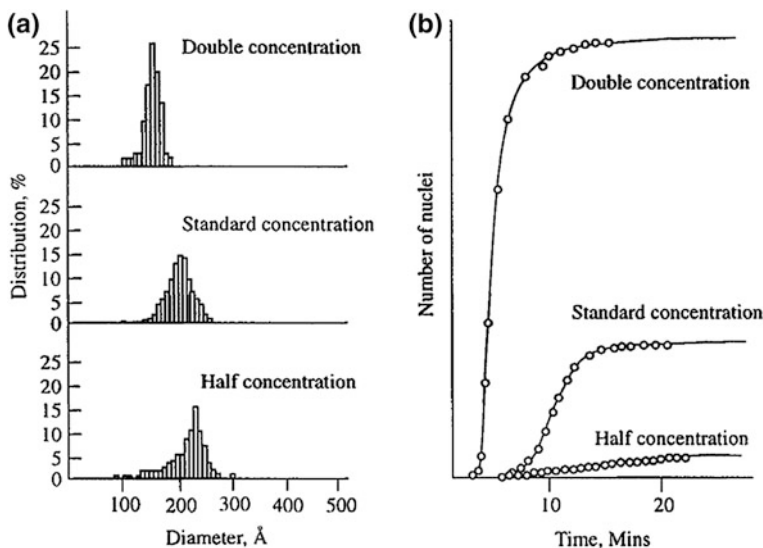 (a)
Double concentration
25
20
15
10
5
0
Standard concentration
25
20
15
10
5
0
Half concentration
25
20
15
10
5
0
Distribution, %
100 200 300 400 500
Diameter, Å
(b)
Double concentration
Standard concentration
Half concentration
Number of nuclei
10 20
Time, Mins